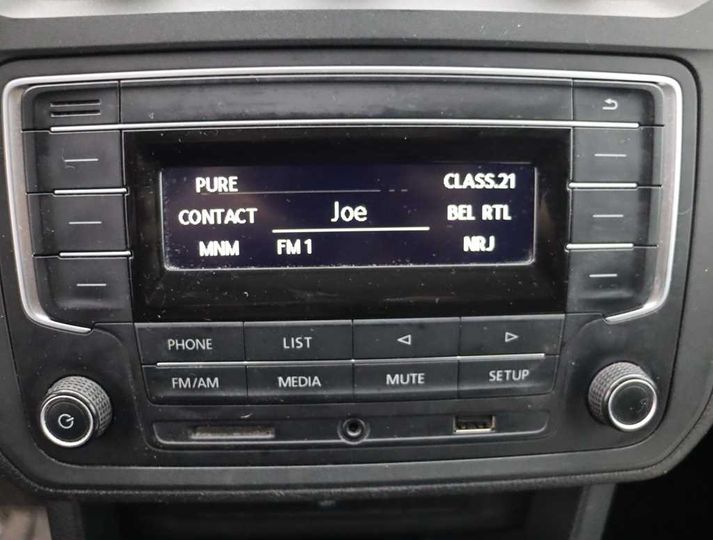 PURE CLASS.21
CONTACT Joe BEL RTL
MNM FM 1 NRJ
PHONE LIST
FM/AM MEDIA MUTE SETUP